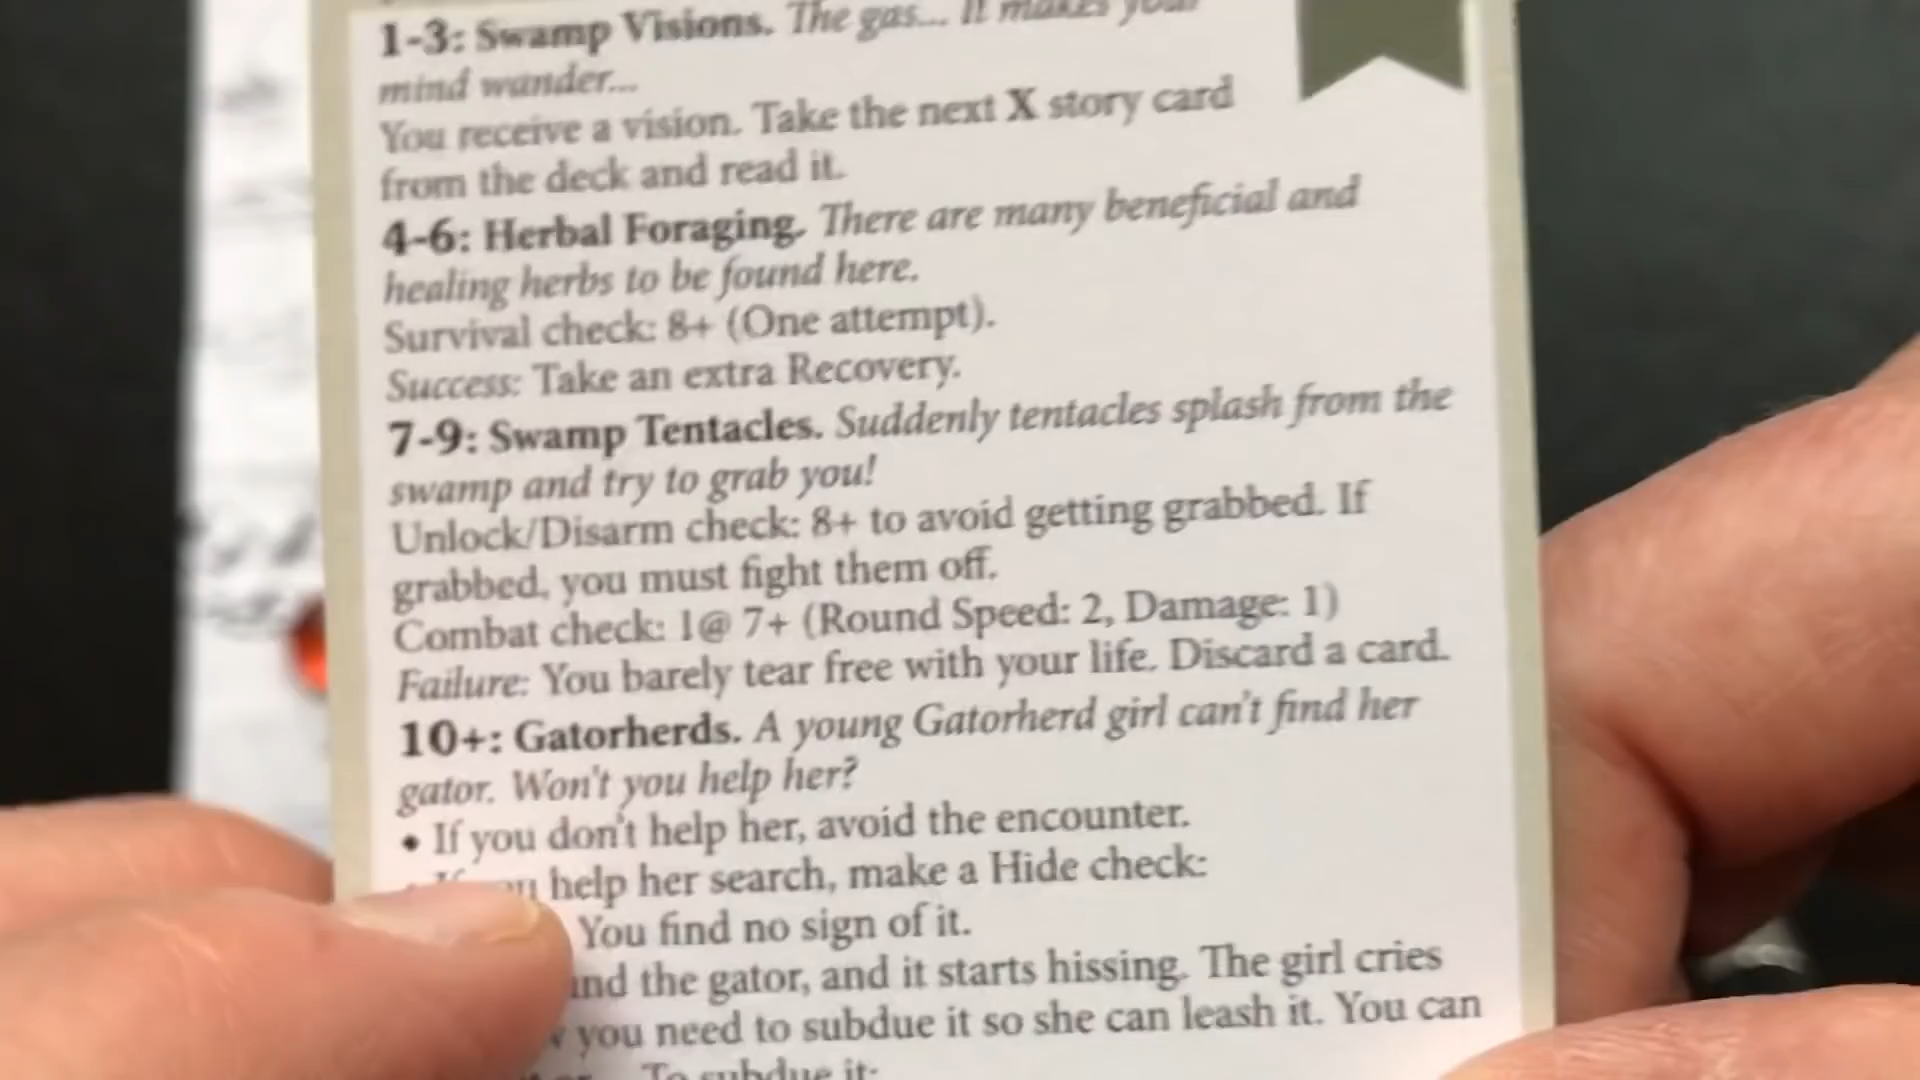 1-3: Swamp Visions. The gas... It makes your
mind wander...
You receive a vision. Take the next X story card
from the deck and read it.
4-6: Herbal Foraging. There are many beneficial and
healing herbs to be found here.
Survival check: 8+ (One attempt).
Success: Take an extra Recovery.
7-9: Swamp Tentacles. Suddenly tentacles splash from the
swamp and try to grab you!
Unlock/Disarm check: 8+ to avoid getting grabbed. If
grabbed, you must fight them off.
Combat check: 1@ 7+ (Round Speed: 2, Damage: 1)
Failure: You barely tear free with your life. Discard a card.
10+: Gatorherds. A young Gatorherd girl can't find her
gator. Won't you help her?
• If you don't help her, avoid the encounter.
help her search, make a Hide check:
You find no sign of it.
the gator, and it starts hissing. The girl cries
you need to subdue it so she can leash it. You can
To subdue it: